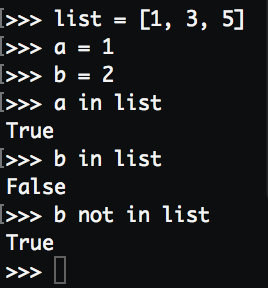 >>> list = [1, 3, 5]
>>> a = 1
>>> b = 2
>>> a in list
True
>>> b in list
False
>>> b not in list
True
>>>